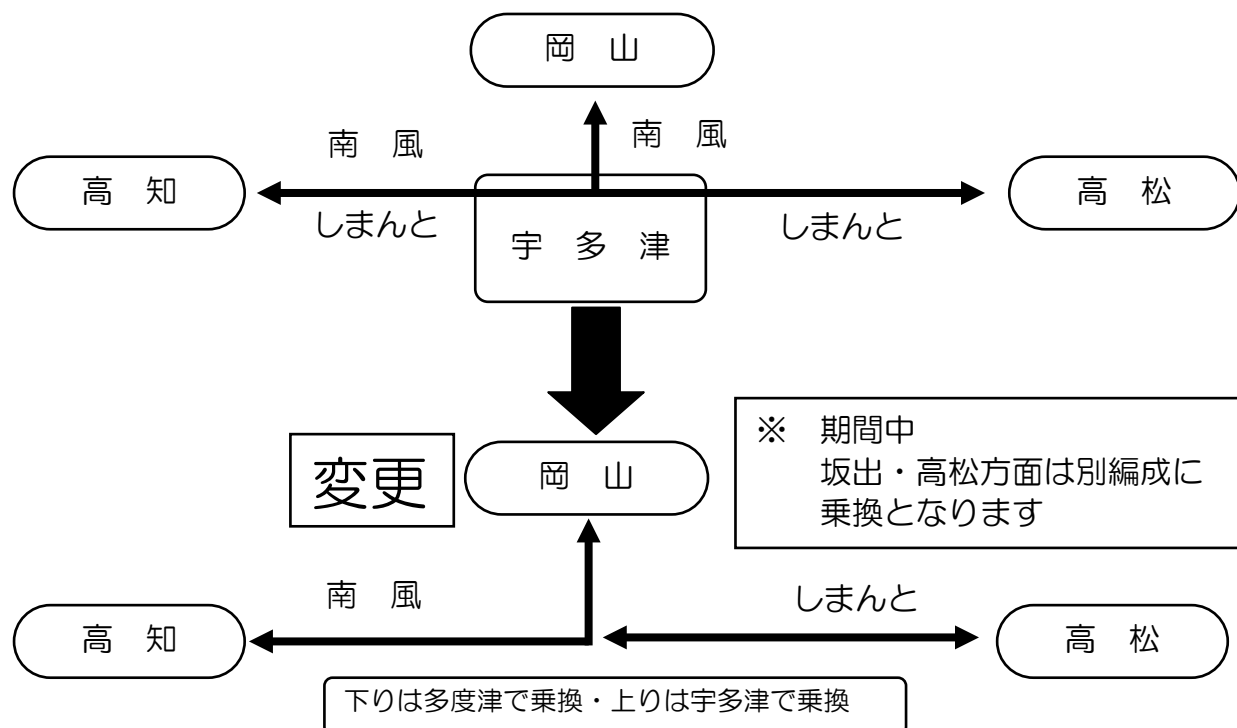 岡 山
南 風
南 風
高 知
高 松
しまんと
しまんと
宇 多 津
変更
岡 山
※ 期間中
坂出・高松方面は別編成に
乗換となります
南 風
しまんと
高 知
高 松
下りは多度津で乗換・上りは宇多津で乗換